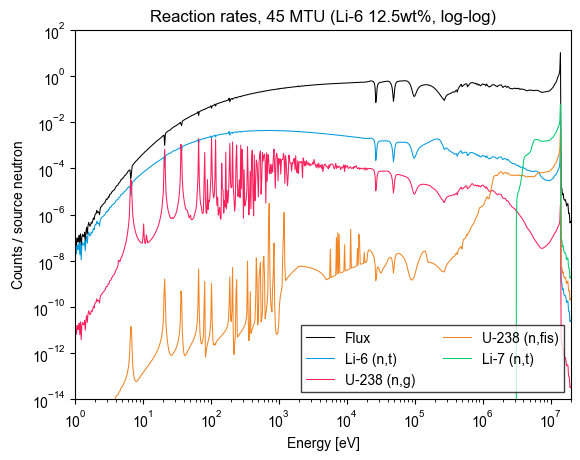 Reaction rates, 45 MTU (Li-6 12.5wt%, log-log)
Counts / source neutron
10^2
10^0
10^−2
10^−4
10^−6
10^−8
10^−10
10^−12
10^−14
Flux
Li-6 (n,t)
U-238 (n,g)
U-238 (n,fis)
Li-7 (n,t)
10^0 10^1 10^2 10^3 10^4 10^5 10^6 10^7
Energy [eV]